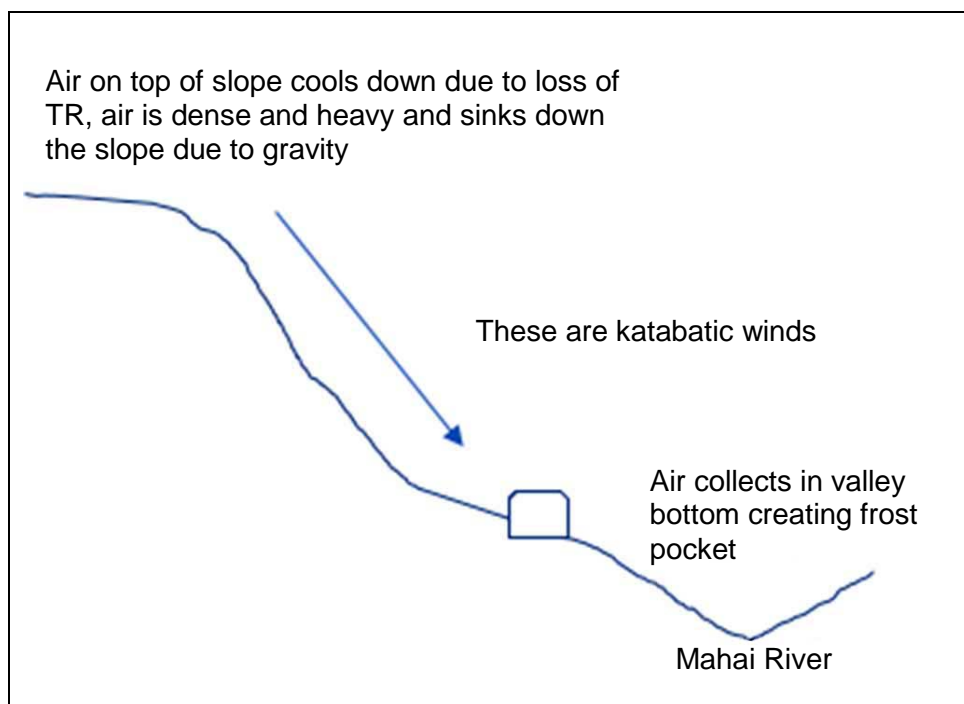 Air on top of slope cools down due to loss of
TR, air is dense and heavy and sinks down
the slope due to gravity
These are katabatic winds
Air collects in valley
bottom creating frost
pocket
Mahai River